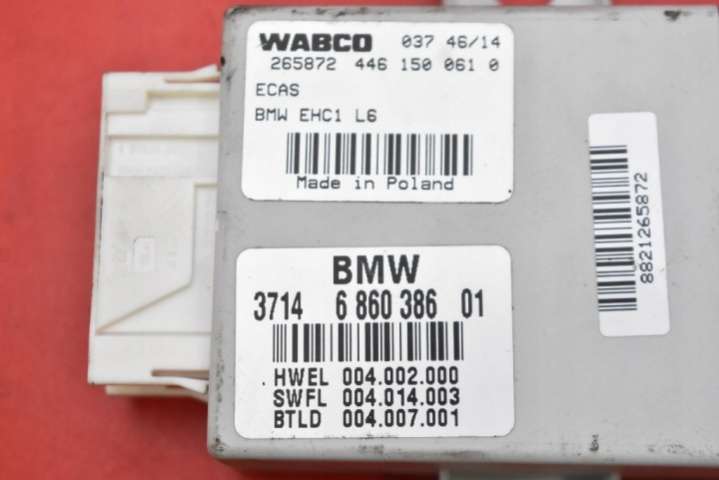 WABCO 037 46/14
265872 446 150 061 0
ECAS
BMW EHC1 L6
Made in Poland
BMW
3714 6 860 386 01
HWEL 004.002.000
SWFL 004.014.003
BTLD 004.007.001
8821265872